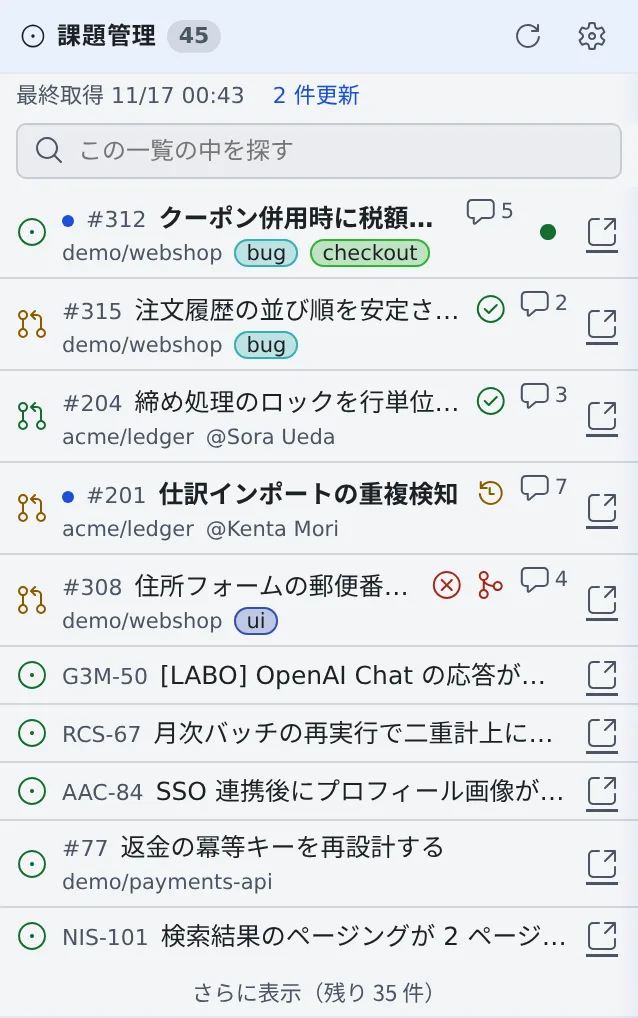 課題管理 45
最終取得 11/17 00:43 2 件更新
この一覧の中を探す
#312 クーポン併用時に税額... 5
demo/webshop bug checkout
#315 注文履歴の並び順を安定さ... 2
demo/webshop bug
#204 締め処理のロックを行単位... 3
acme/ledger @Sora Ueda
#201 仕訳インポートの重複検知 7
acme/ledger @Kenta Mori
#308 住所フォームの郵便番... 4
demo/webshop ui
G3M-50 [LABO] OpenAI Chat の応答が...
RCS-67 月次バッチの再実行で二重計上に...
AAC-84 SSO 連携後にプロフィール画像が...
#77 返金の冪等キーを再設計する
demo/payments-api
NIS-101 検索結果のページングが 2 ページ...
さらに表示（残り 35 件）